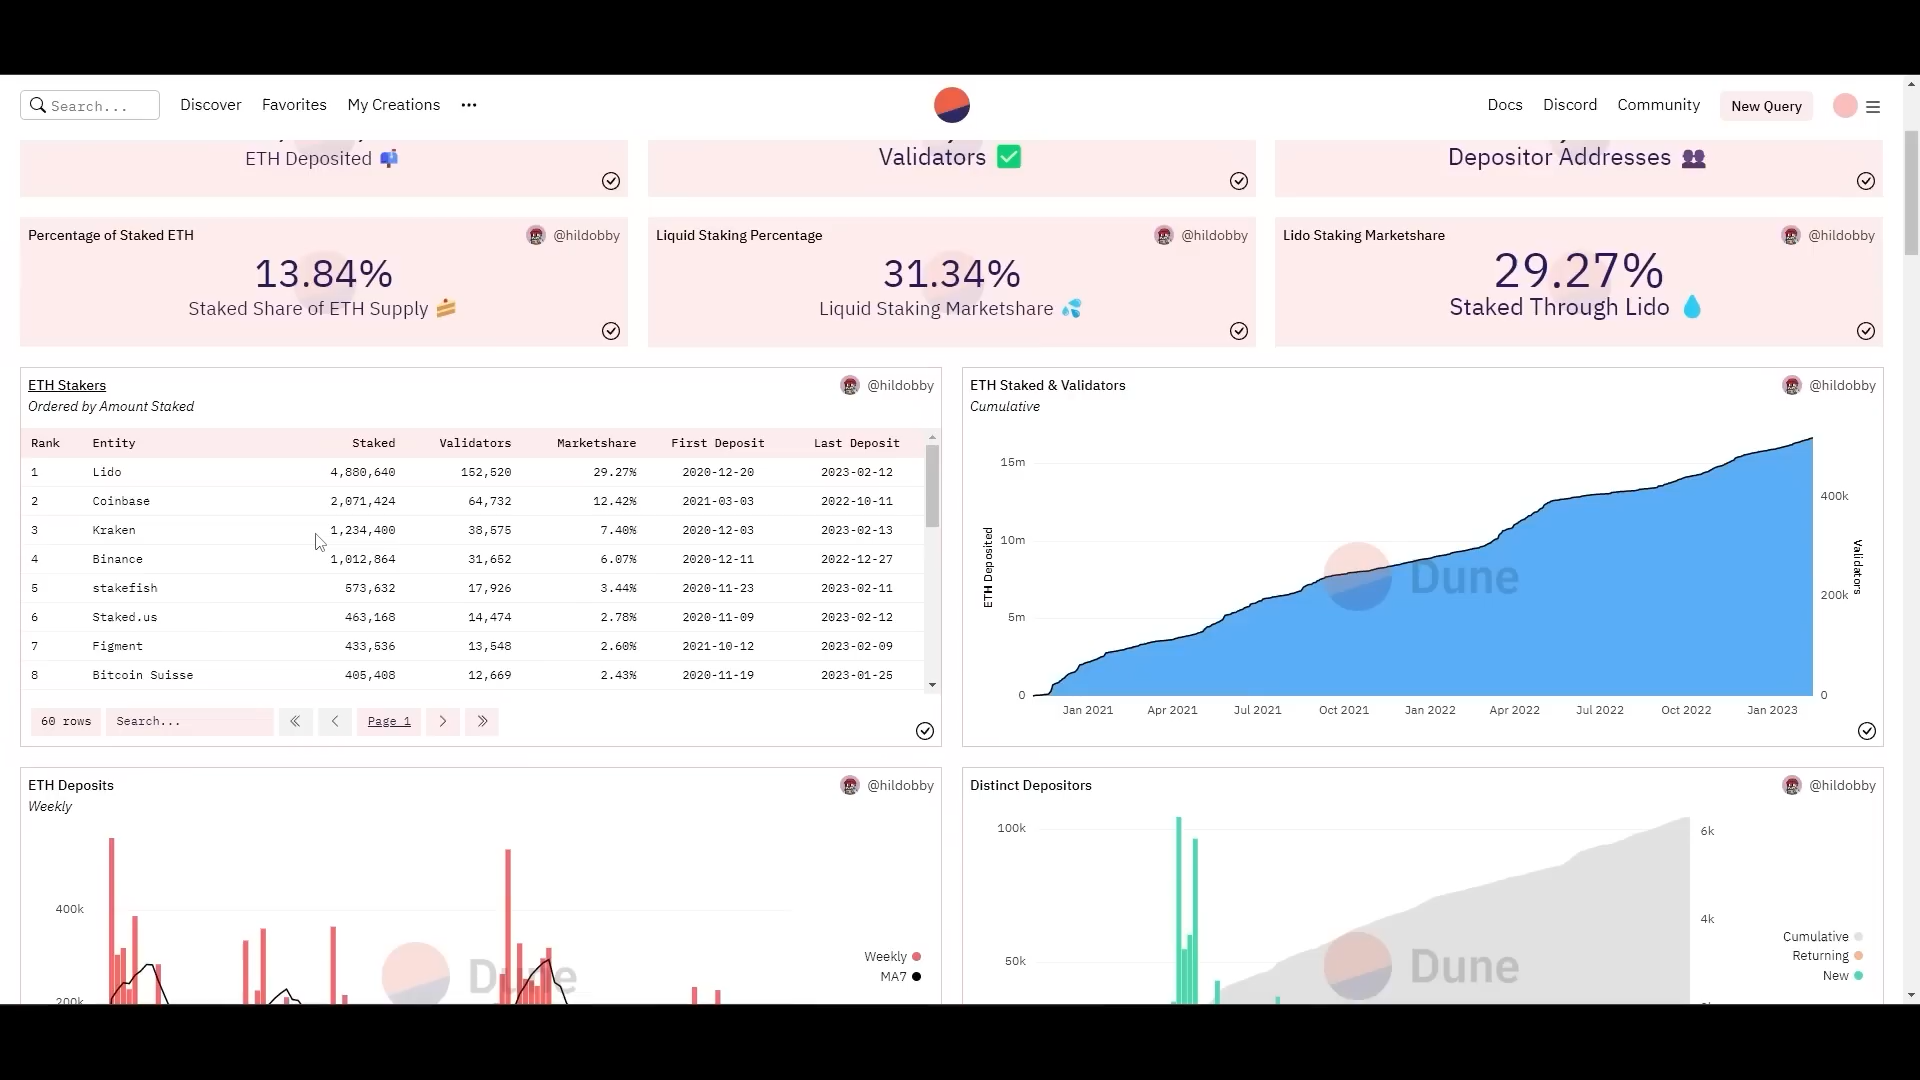 Search...
Discover
Favorites
My Creations
Docs
Discord
Community
New Query
ETH Deposited
Validators
Depositor Addresses
Percentage of Staked ETH
@hildobby
13.84%
Staked Share of ETH Supply
Liquid Staking Percentage
@hildobby
31.34%
Liquid Staking Marketshare
Lido Staking Marketshare
@hildobby
29.27%
Staked Through Lido
ETH Stakers
@hildobby
Ordered by Amount Staked
Rank Entity Staked Validators Marketshare First Deposit Last Deposit
1 Lido 4,880,640 152,520 29.27% 2020-12-20 2023-02-12
2 Coinbase 2,071,424 64,732 12.42% 2021-03-03 2022-10-11
3 Kraken 1,234,400 38,575 7.40% 2020-12-03 2023-02-13
4 Binance 1,012,864 31,652 6.07% 2020-12-11 2022-12-27
5 stakefish 573,632 17,926 3.44% 2020-11-23 2023-02-11
6 Staked.us 463,168 14,474 2.78% 2020-11-09 2023-02-12
7 Figment 433,536 13,548 2.60% 2021-10-12 2023-02-09
8 Bitcoin Suisse 405,408 12,669 2.43% 2020-11-19 2023-01-25
60 rows
Search...
Page 1
ETH Staked & Validators
@hildobby
Cumulative
15m
10m
5m
0
ETH Deposited
400k
200k
0
Validators
Dune
Jan 2021 Apr 2021 Jul 2021 Oct 2021 Jan 2022 Apr 2022 Jul 2022 Oct 2022 Jan 2023
ETH Deposits
@hildobby
Weekly
400k
200k
Dune
Weekly
MA7
Distinct Depositors
@hildobby
100k
50k
6k
4k
Dune
Cumulative
Returning
New